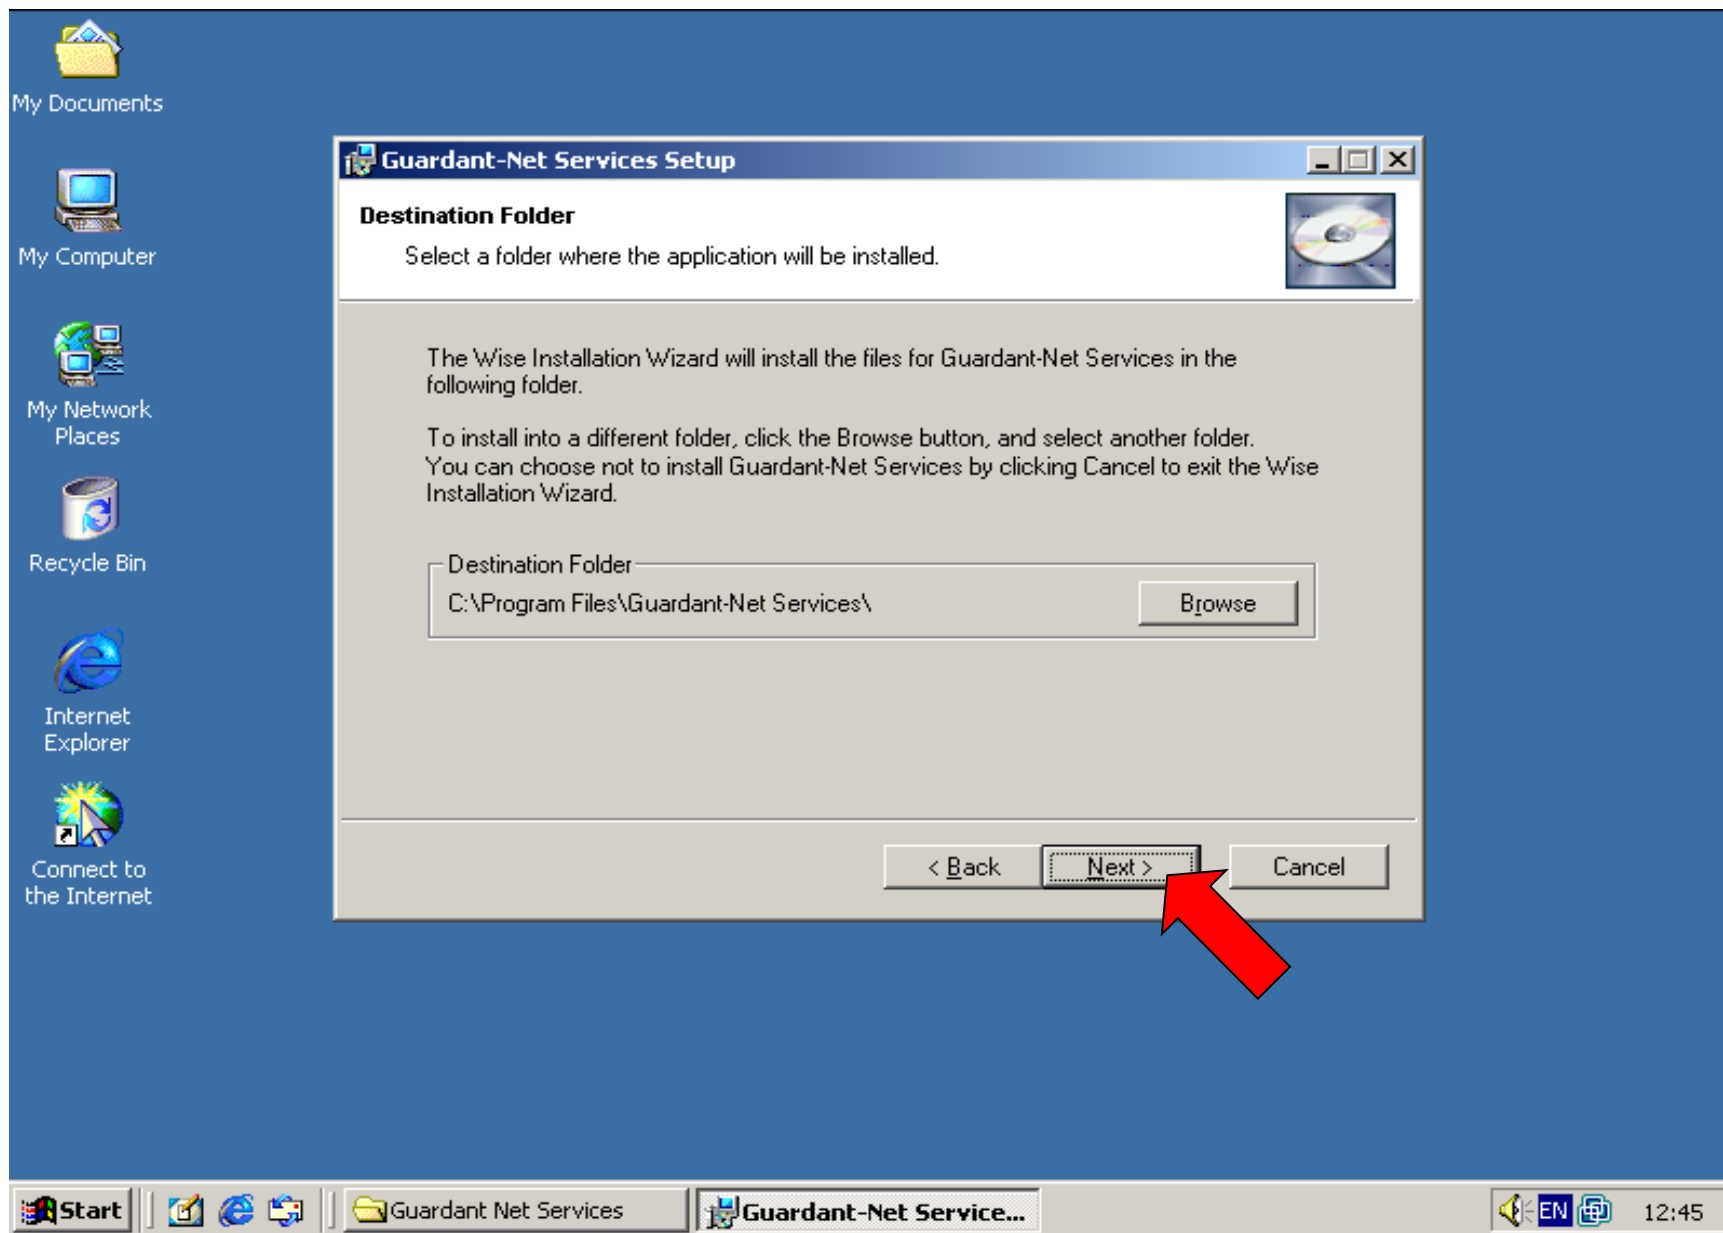 My Documents
My Computer
My Network
Places
Recycle Bin
Internet
Explorer
Connect to
the Internet
Guardant-Net Services Setup
Destination Folder
Select a folder where the application will be installed.
The Wise Installation Wizard will install the files for Guardant-Net Services in the
following folder.
To install into a different folder, click the Browse button, and select another folder.
You can choose not to install Guardant-Net Services by clicking Cancel to exit the Wise
Installation Wizard.
Destination Folder
C:\Program Files\Guardant-Net Services\
Browse
< Back
Next >
Cancel
Start
Guardant Net Services
Guardant-Net Service...
EN
12:45